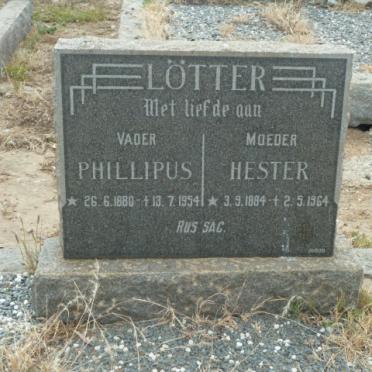 LÖTTER
Met liefde aan
VADER MOEDER
PHILLIPUS HESTER
★ 26.6.1880 - ✝ 13.7.1954 ★ 3.9.1884 - ✝ 2.5.1964
RUS SAG.